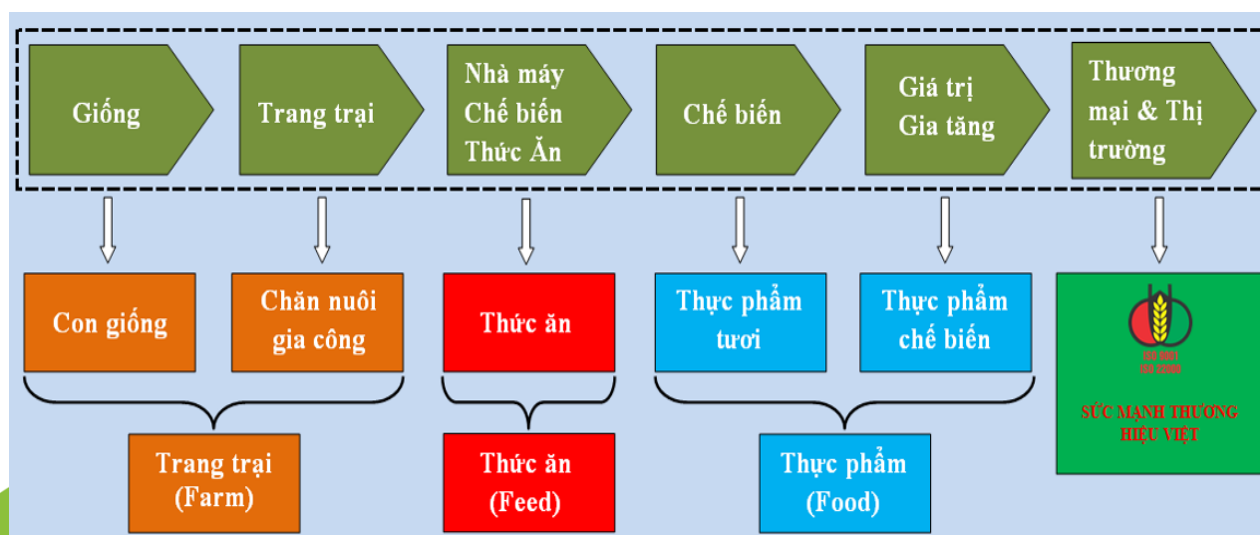 Giống
Trang trại
Nhà máy
Chế biến
Thức Ăn
Chế biến
Giá trị
Gia tăng
Thương
mại & Thị
trường
Con giống
Chăn nuôi
gia công
Thức ăn
Thực phẩm
tươi
Thực phẩm
chế biến
SỨC MẠNH THƯƠNG
HIỆU VIỆT
Trang trại
(Farm)
Thức ăn
(Feed)
Thực phẩm
(Food)